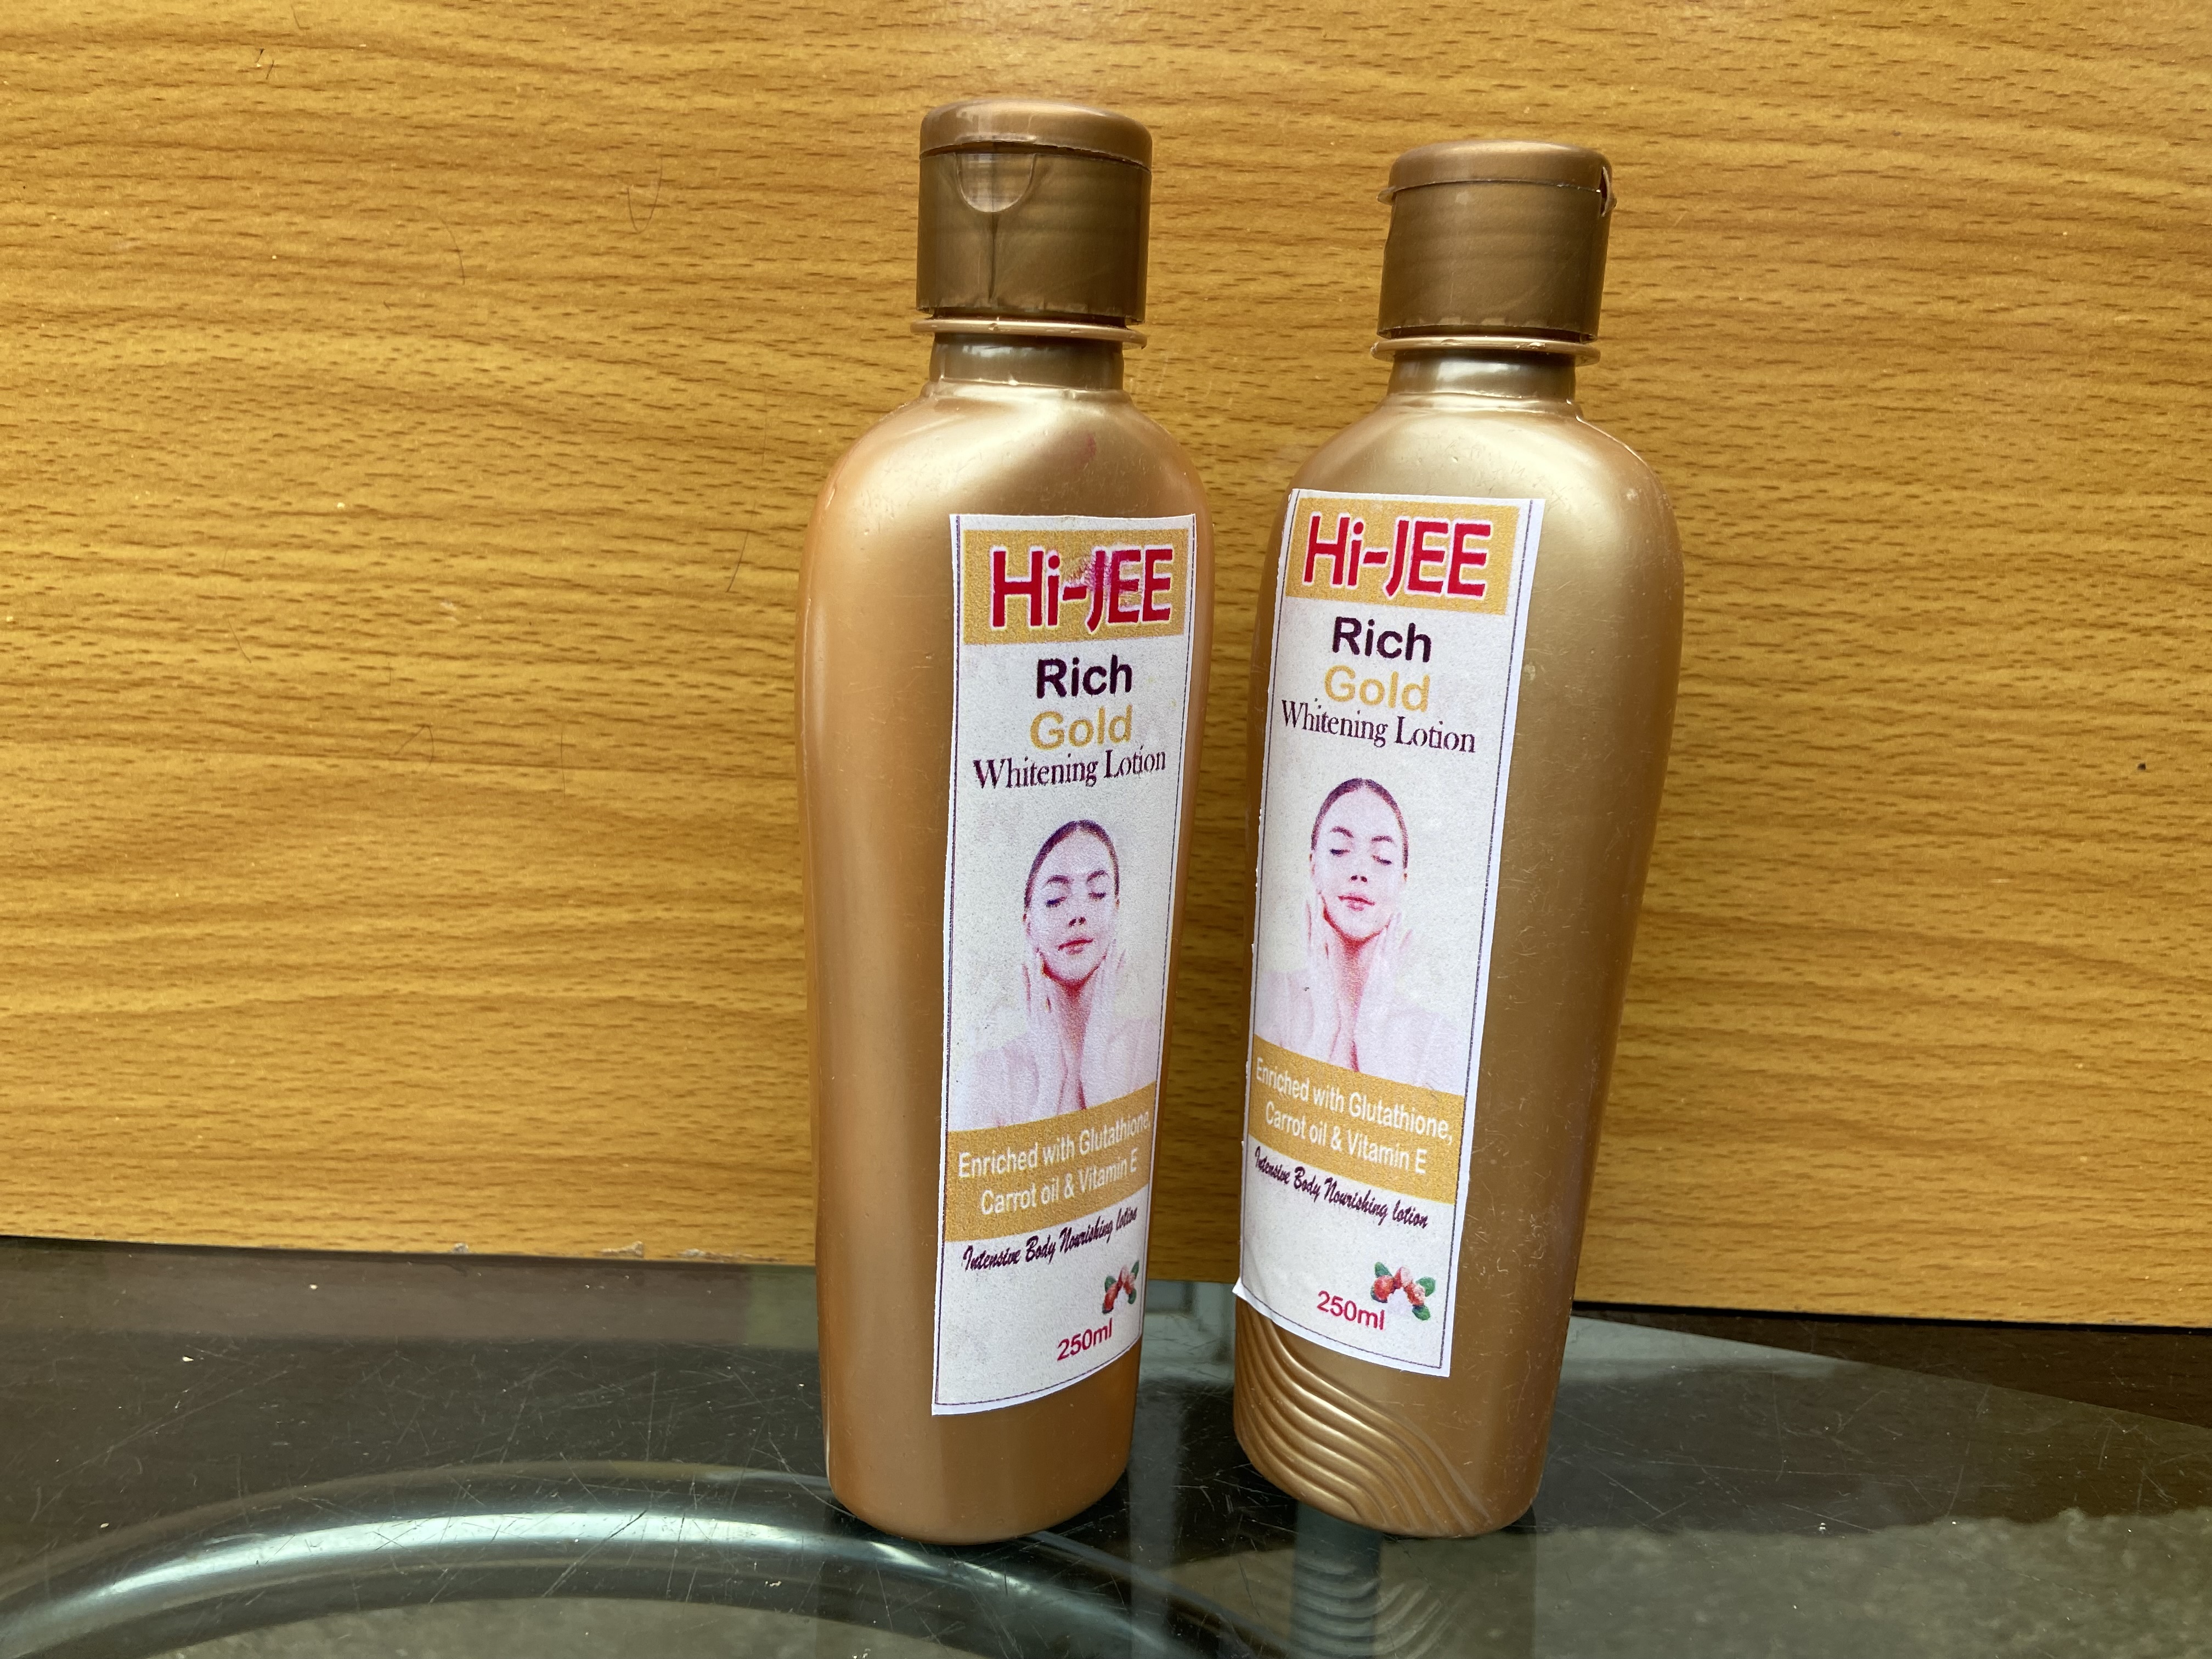 Hi-JEE
Rich
Gold
Whitening Lotion
Enriched with Glutathione,
Carrot oil & Vitamin E
Intensive Body Nourishing lotion
250ml
Hi-JEE
Rich
Gold
Whitening Lotion
Enriched with Glutathione,
Carrot oil & Vitamin E
Intensive Body Nourishing lotion
250ml